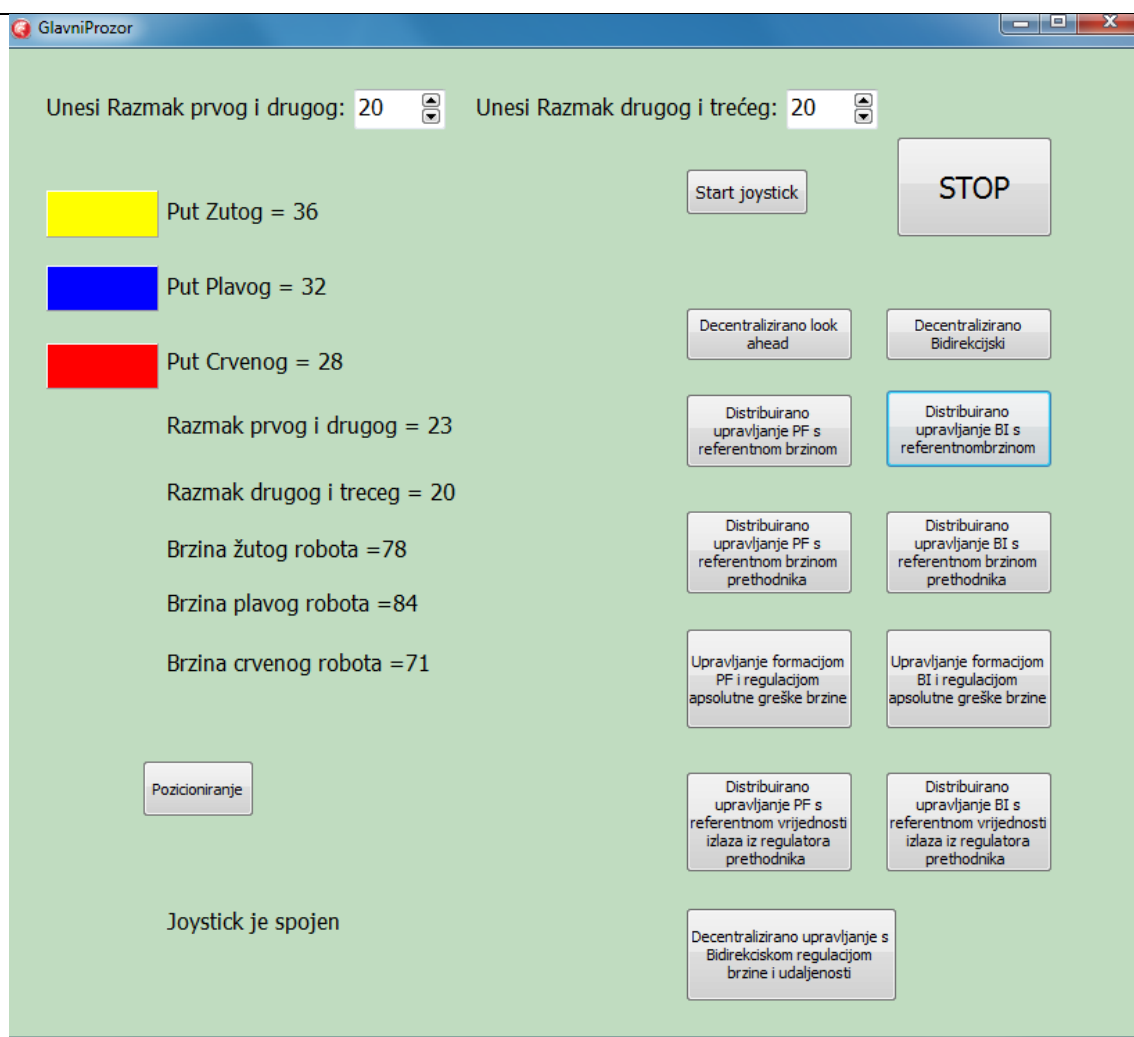 GlavniProzor
Unesi Razmak prvog i drugog: 20
Unesi Razmak drugog i trećeg: 20
Start joystick
STOP
Put Zutog = 36
Put Plavog = 32
Put Crvenog = 28
Razmak prvog i drugog = 23
Razmak drugog i treceg = 20
Brzina žutog robota =78
Brzina plavog robota =84
Brzina crvenog robota =71
Pozicioniranje
Joystick je spojen
Decentralizirano look
ahead
Decentralizirano
Bidirekcijski
Distribuirano
upravljanje PF s
referentnom brzinom
Distribuirano
upravljanje BI s
referentnombrzinom
Distribuirano
upravljanje PF s
referentnom brzinom
prethodnika
Distribuirano
upravljanje BI s
referentnom brzinom
prethodnika
Upravljanje formacijom
PF i regulacijom
apsolutne greške brzine
Upravljanje formacijom
BI i regulacijom
apsolutne greške brzine
Distribuirano
upravljanje PF s
referentnom vrijednosti
izlaza iz regulatora
prethodnika
Distribuirano
upravljanje BI s
referentnom vrijednosti
izlaza iz regulatora
prethodnika
Decentralizirano upravljanje s
Bidirekciskom regulacijom
brzine i udaljenosti